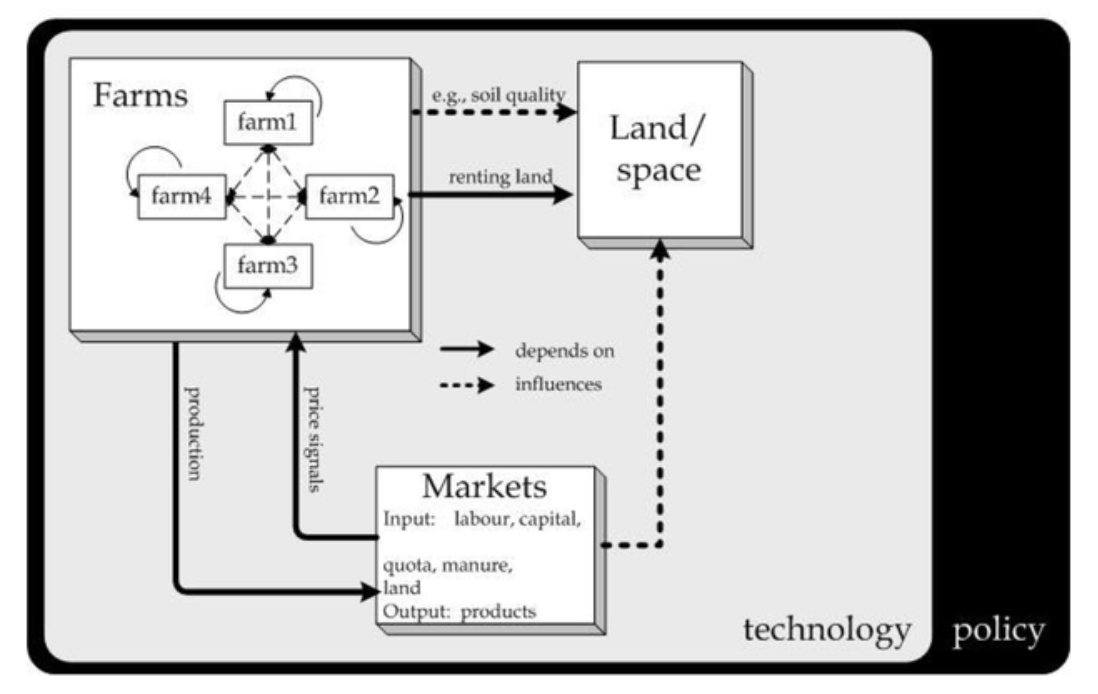 Farms
farm1
farm4
farm2
farm3
e.g., soil quality
renting land
Land/
space
depends on
influences
production
price signals
Markets
Input: labour, capital,
quota, manure,
land
Output: products
technology
policy